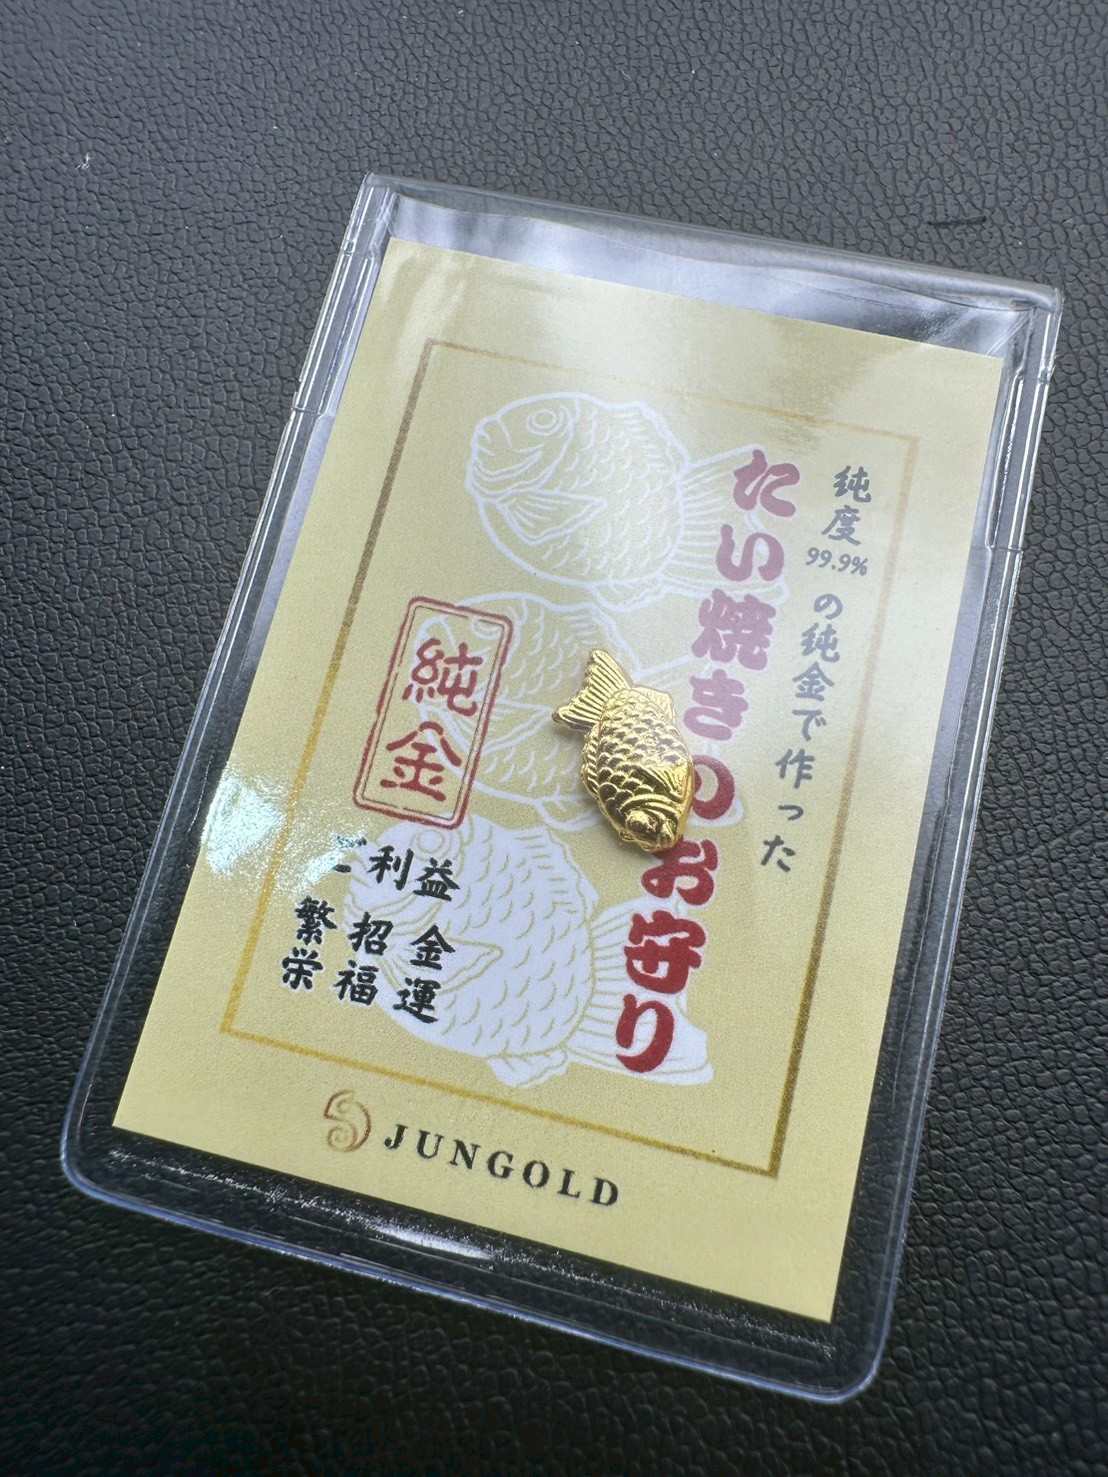 純度99.9%の純金で作った
たい焼きのお守り
純金
ご利益
金運
招福
繁栄
JUNGOLD